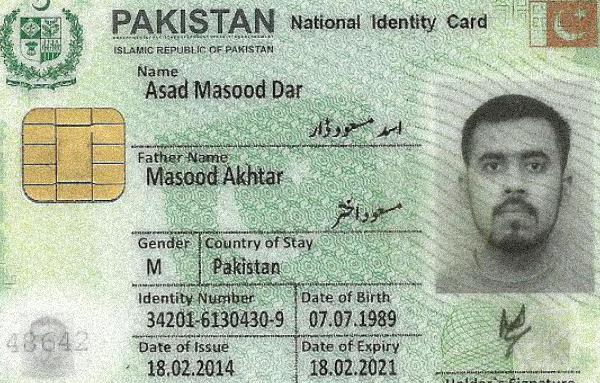 PAKISTAN National Identity Card
ISLAMIC REPUBLIC OF PAKISTAN
Name
Asad Masood Dar
اسد مسعود ڈار
Father Name
Masood Akhtar
مسعود اختر
Gender Country of Stay
M Pakistan
Identity Number Date of Birth
34201-6130430-9 07.07.1989
Date of Issue Date of Expiry
18.02.2014 18.02.2021
48642
Holder's Signature